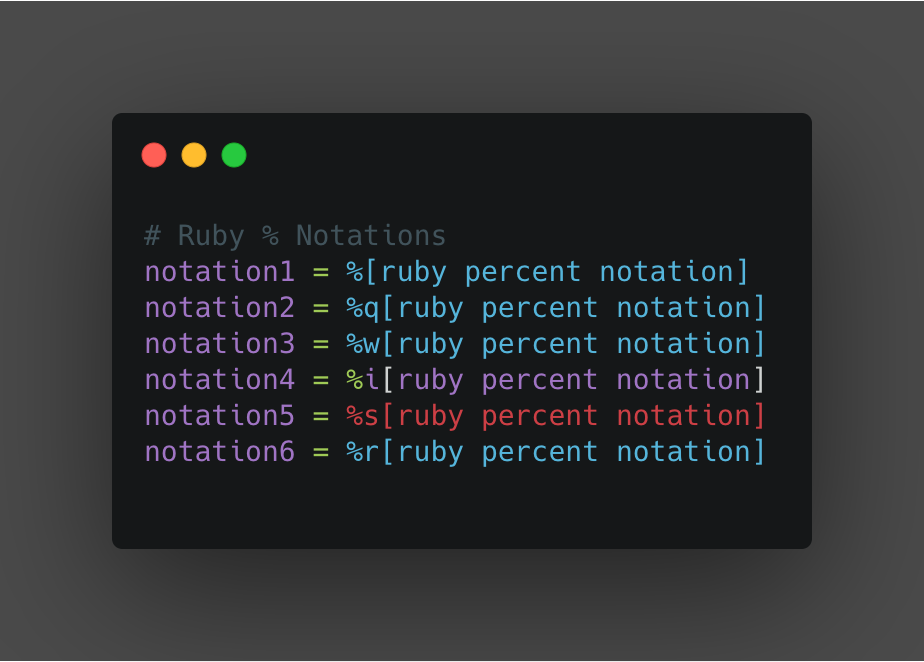 # Ruby % Notations
notation1 = %[ruby percent notation]
notation2 = %q[ruby percent notation]
notation3 = %w[ruby percent notation]
notation4 = %i[ruby percent notation]
notation5 = %s[ruby percent notation]
notation6 = %r[ruby percent notation]